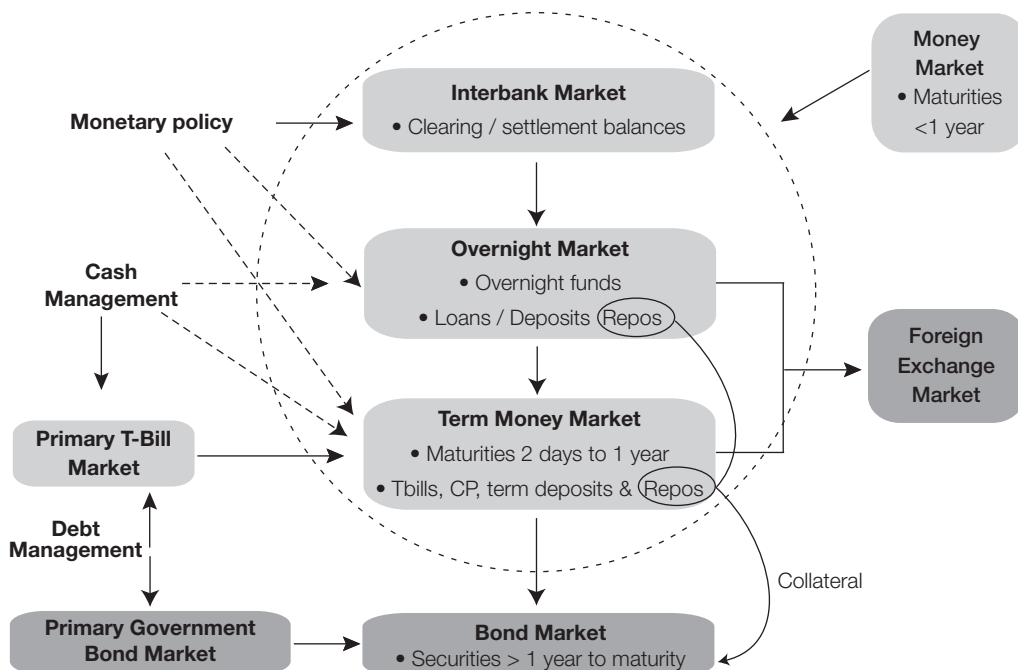 Money
Market
• Maturities
<1 year
Interbank Market
• Clearing / settlement balances
Monetary policy
Overnight Market
• Overnight funds
• Loans / Deposits Repos
Cash
Management
Foreign
Exchange
Market
Term Money Market
• Maturities 2 days to 1 year
• Tbills, CP, term deposits & Repos
Primary T-Bill
Market
Debt
Management
Collateral
Primary Government
Bond Market
Bond Market
• Securities > 1 year to maturity